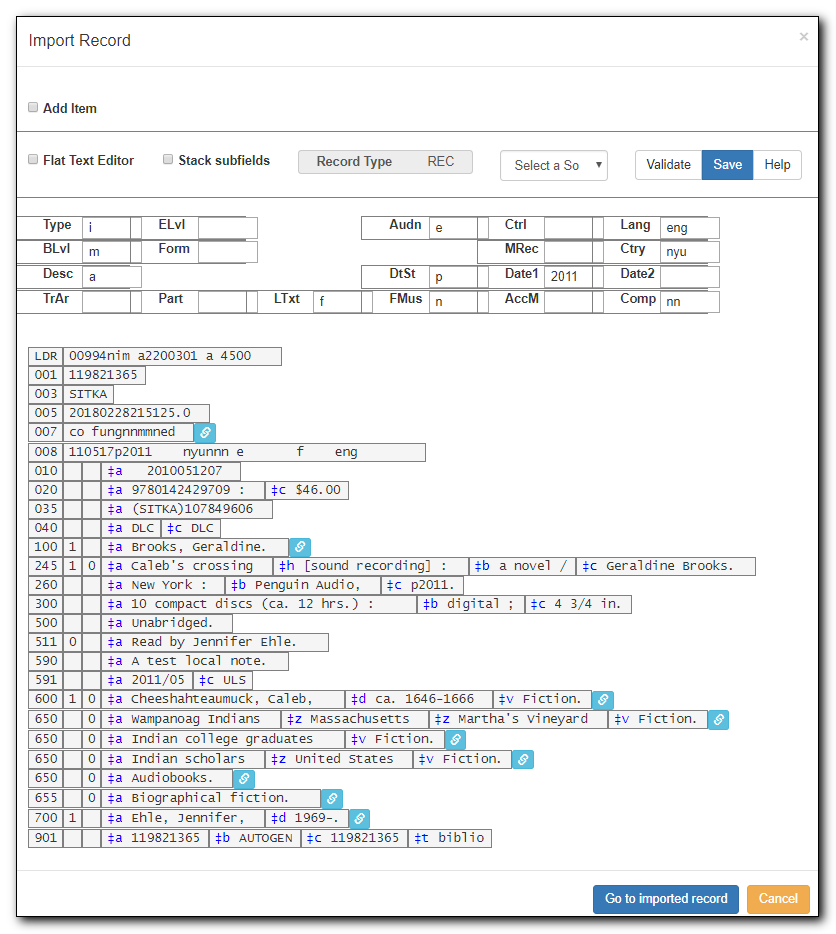 Import Record ×
Add Item
Flat Text Editor Stack subfields Record Type REC Select a So Validate Save Help
Type i ELvl Audn e Ctrl Lang eng
BLvl m Form MRec Ctry nyu
Desc a DtSt p Date1 2011 Date2
TrAr Part LTxt f FMus n AccM Comp nn
LDR 00994nim a2200301 a 4500
001 119821365
003 SITKA
005 20180228215125.0
007 co fungnnmmned
008 110517p2011    nyunnn e       f    eng
010 ‡a 2010051207
020 ‡a 9780142429709 : ‡c $46.00
035 ‡a (SITKA)107849606
040 ‡a DLC ‡c DLC
100 1 ‡a Brooks, Geraldine.
245 1 0 ‡a Caleb's crossing ‡h [sound recording] : ‡b a novel / ‡c Geraldine Brooks.
260 ‡a New York : ‡b Penguin Audio, ‡c p2011.
300 ‡a 10 compact discs (ca. 12 hrs.) : ‡b digital ; ‡c 4 3/4 in.
500 ‡a Unabridged.
511 0 ‡a Read by Jennifer Ehle.
590 ‡a A test local note.
591 ‡a 2011/05 ‡c ULS
600 1 0 ‡a Cheeshahteaumuck, Caleb, ‡d ca. 1646-1666 ‡v Fiction.
650 0 ‡a Wampanoag Indians ‡z Massachusetts ‡z Martha's Vineyard ‡v Fiction.
650 0 ‡a Indian college graduates ‡v Fiction.
650 0 ‡a Indian scholars ‡z United States ‡v Fiction.
650 0 ‡a Audiobooks.
655 0 ‡a Biographical fiction.
700 1 ‡a Ehle, Jennifer, ‡d 1969-.
901 ‡a 119821365 ‡b AUTOGEN ‡c 119821365 ‡t biblio
Go to imported record Cancel